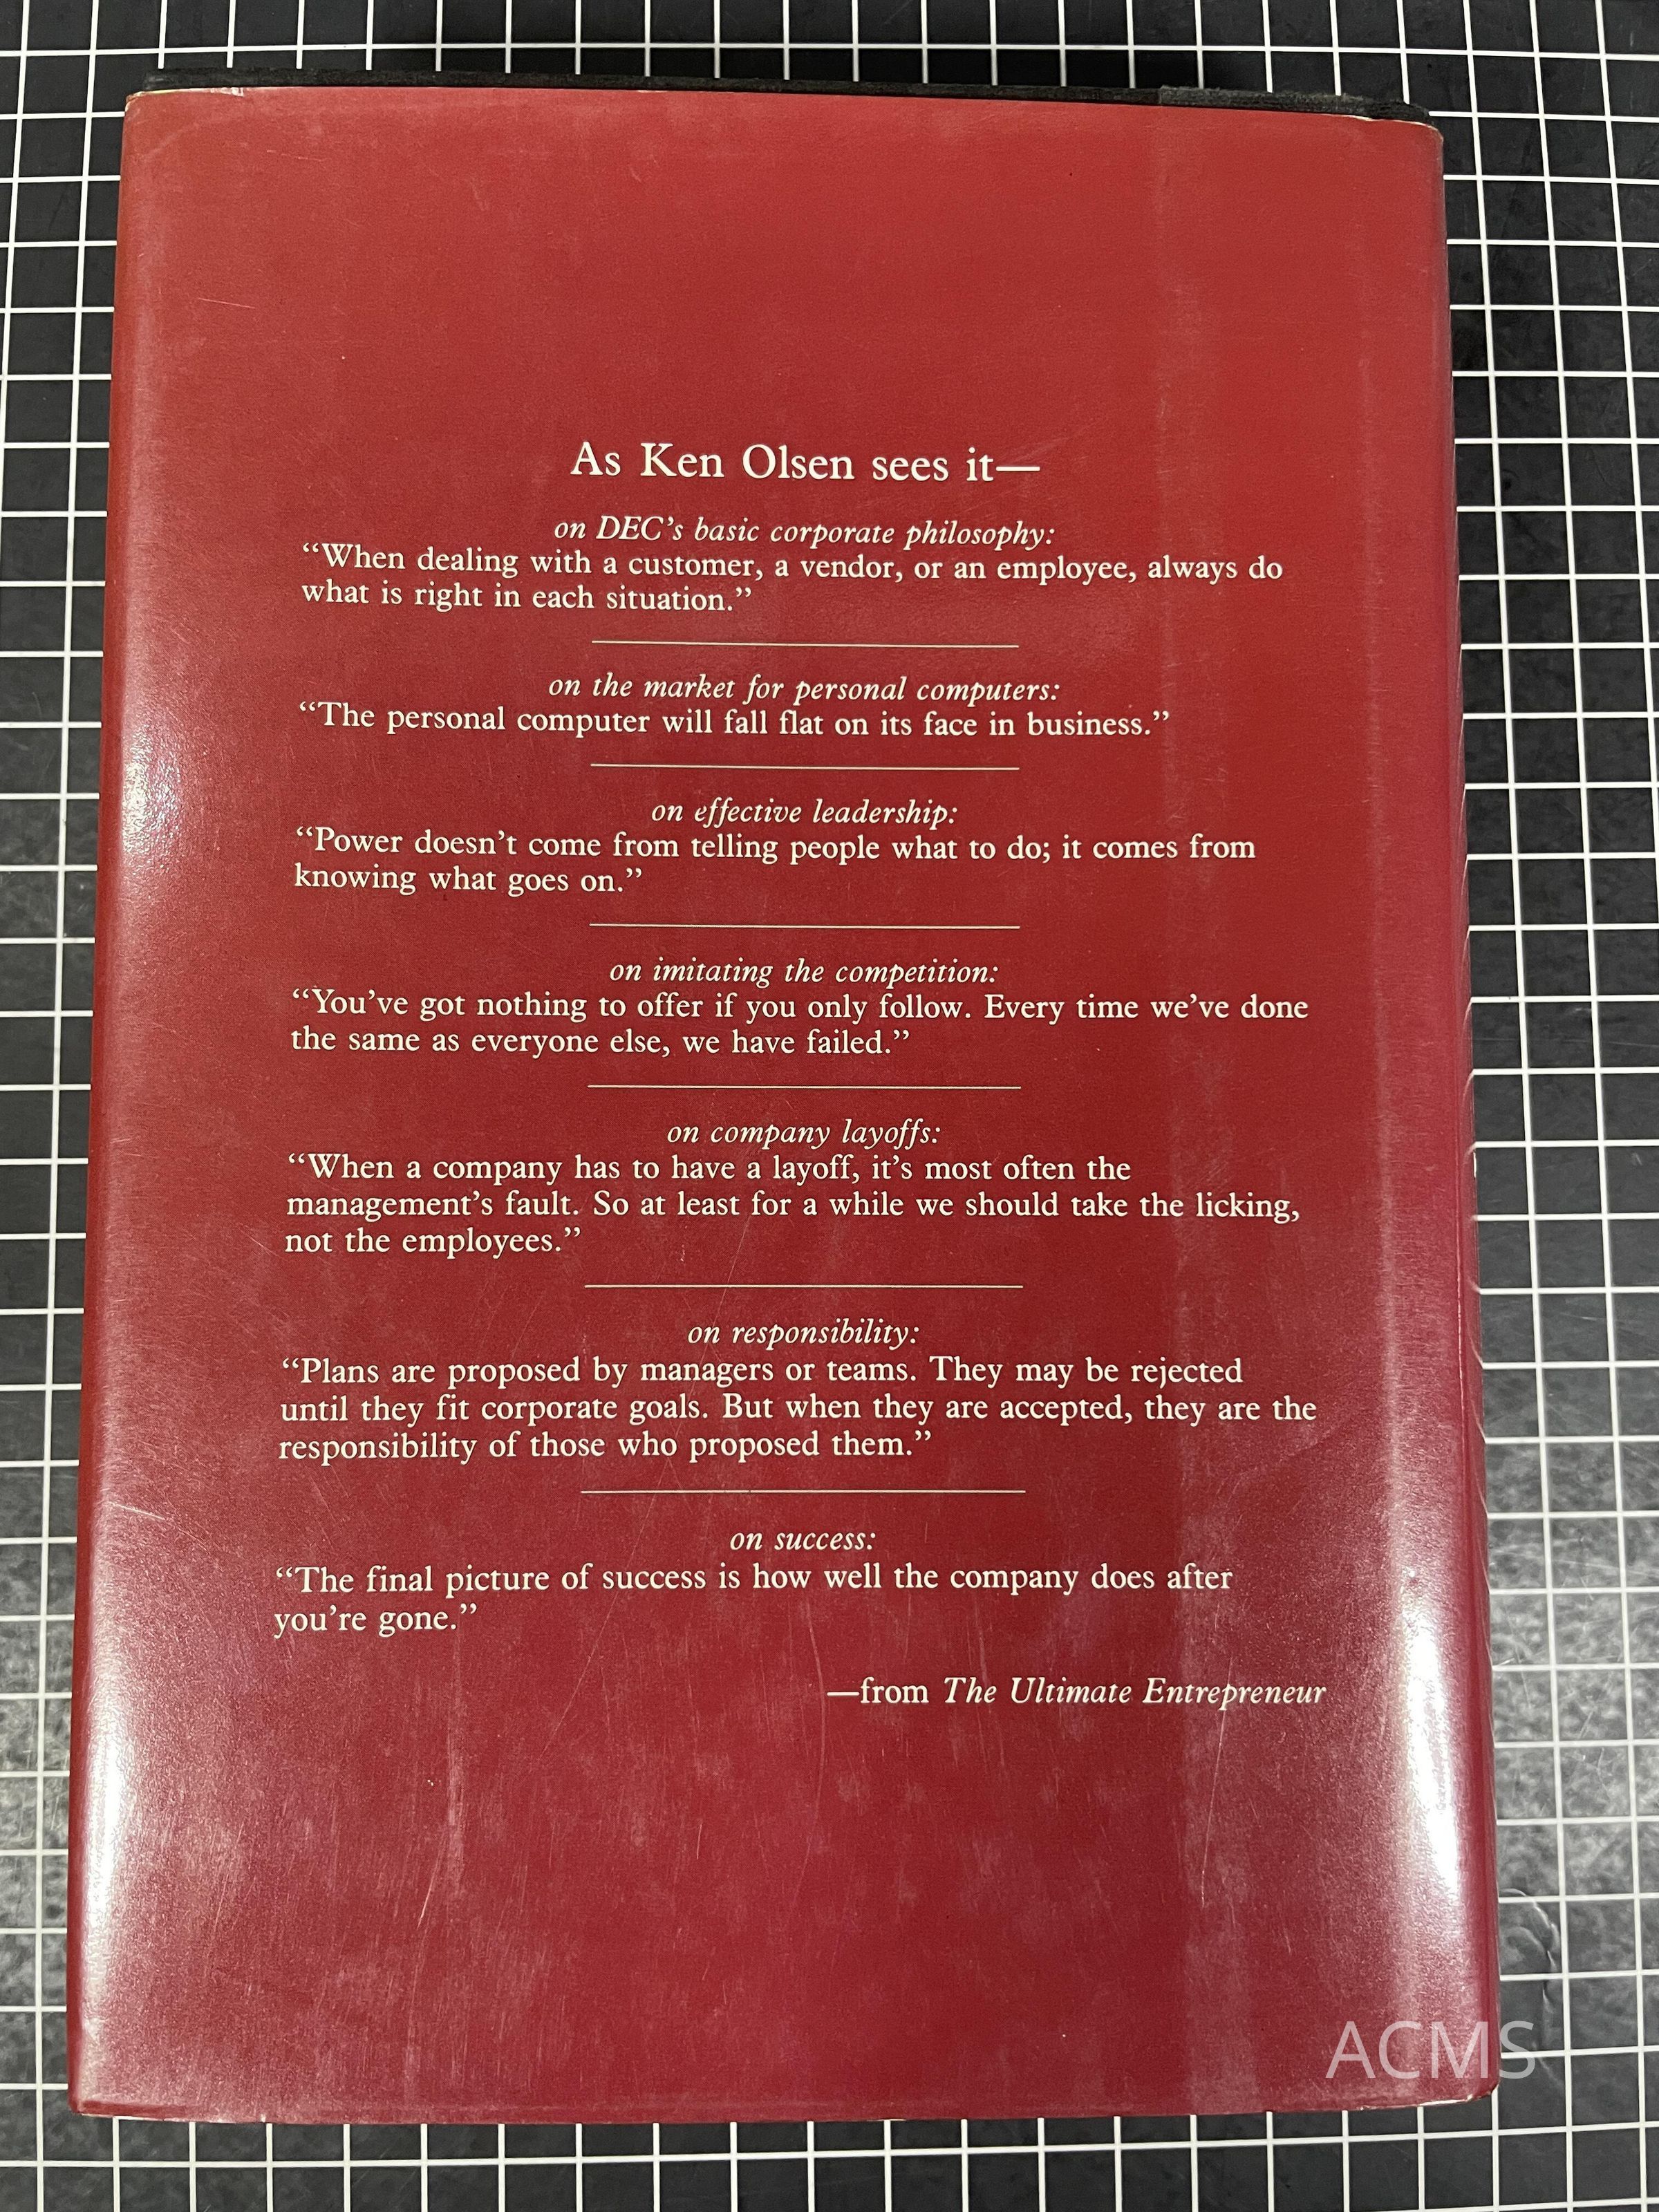 As Ken Olsen sees it—
on DEC’s basic corporate philosophy:
“When dealing with a customer, a vendor, or an employee, always do
what is right in each situation.”
on the market for personal computers:
“The personal computer will fall flat on its face in business.”
on effective leadership:
“Power doesn’t come from telling people what to do; it comes from
knowing what goes on.”
on imitating the competition:
“You’ve got nothing to offer if you only follow. Every time we’ve done
the same as everyone else, we have failed.”
on company layoffs:
“When a company has to have a layoff, it’s most often the
management’s fault. So at least for a while we should take the licking,
not the employees.”
on responsibility:
“Plans are proposed by managers or teams. They may be rejected
until they fit corporate goals. But when they are accepted, they are the
responsibility of those who proposed them.”
on success:
“The final picture of success is how well the company does after
you’re gone.”
—from The Ultimate Entrepreneur
ACMS